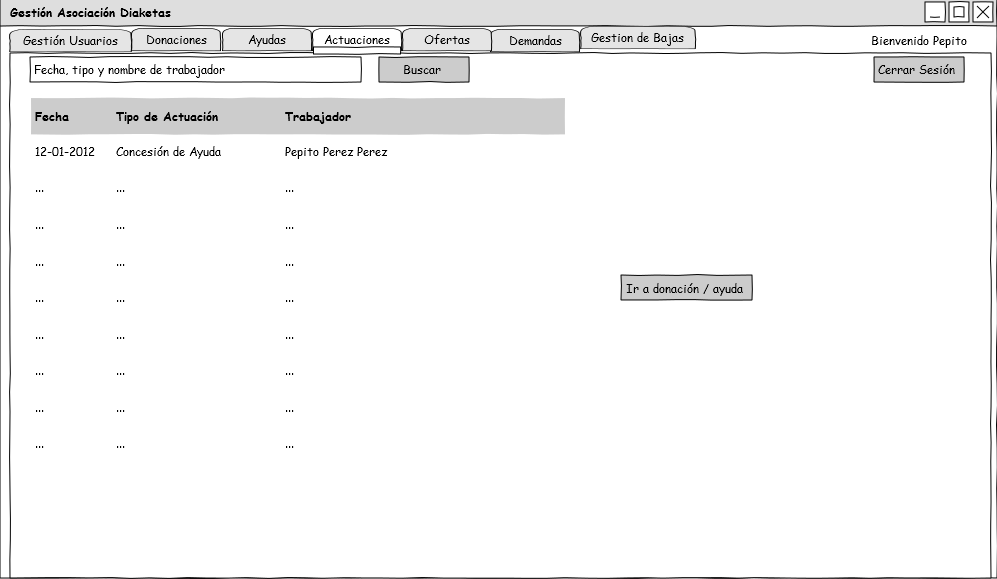 Gestión Asociación Diaketas
Gestión Usuarios Donaciones Ayudas Actuaciones Ofertas Demandas Gestion de Bajas Bienvenido Pepito
Fecha, tipo y nombre de trabajador Buscar Cerrar Sesión
Fecha Tipo de Actuación Trabajador
12-01-2012 Concesión de Ayuda Pepito Perez Perez
... ... ...
... ... ...
... ... ...
Ir a donación / ayuda
... ... ...
... ... ...
... ... ...
... ... ...
... ... ...